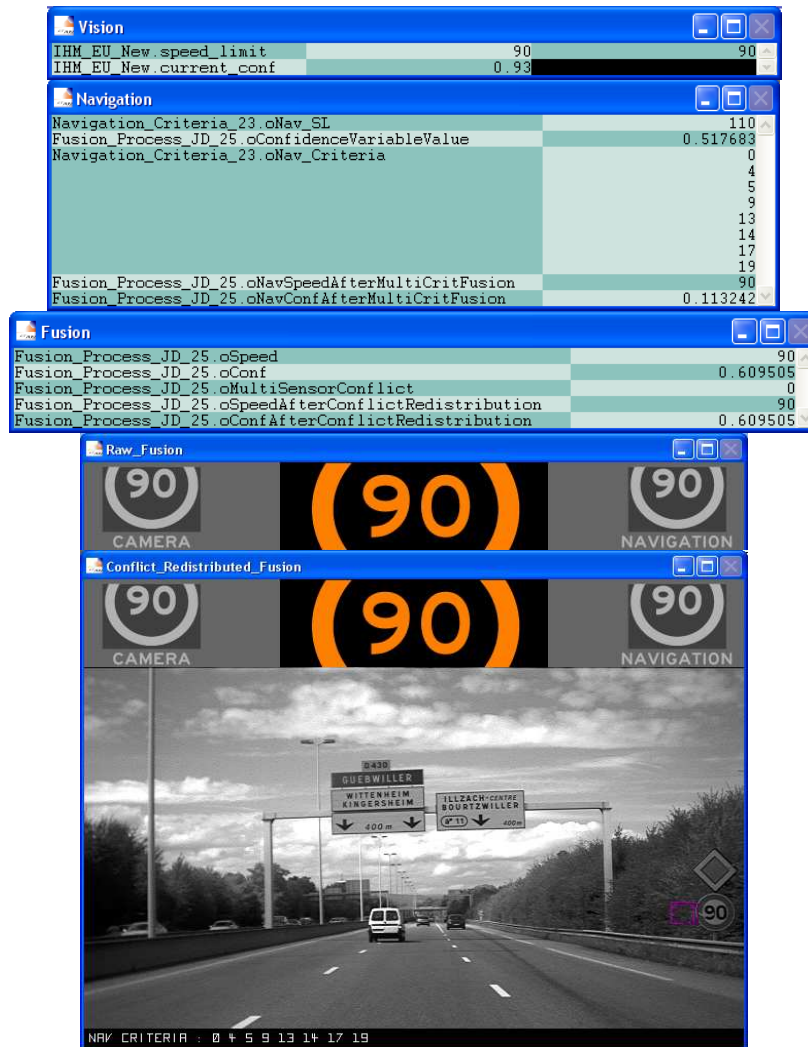 Vision
IHM_EU_New.speed_limit 90 90
IHM_EU_New.current_conf 0.93
Navigation
Navigation_Criteria_23.oNav_SL 110
Fusion_Process_JD_25.oConfidenceVariableValue 0.517683
Navigation_Criteria_23.oNav_Criteria 0
4
5
9
13
14
17
19
Fusion_Process_JD_25.oNavSpeedAfterMultiCritFusion 90
Fusion_Process_JD_25.oNavConfAfterMultiCritFusion 0.113242
Fusion
Fusion_Process_JD_25.oSpeed 90
Fusion_Process_JD_25.oConf 0.609505
Fusion_Process_JD_25.oMultiSensorConflict 0
Fusion_Process_JD_25.oSpeedAfterConflictRedistribution 90
Fusion_Process_JD_25.oConfAfterConflictRedistribution 0.609505
Raw_Fusion
90 90 90
CAMERA NAVIGATION
Conflict_Redistributed_Fusion
90 90 90
CAMERA NAVIGATION
D430
GUEBWILLER
WITTENHEIM
KINGERSHEIM
400 m
ILLZACH-CENTRE
BOURTZWILLER
11 400m
90
NAV CRITERIA : 0 4 5 9 13 14 17 19